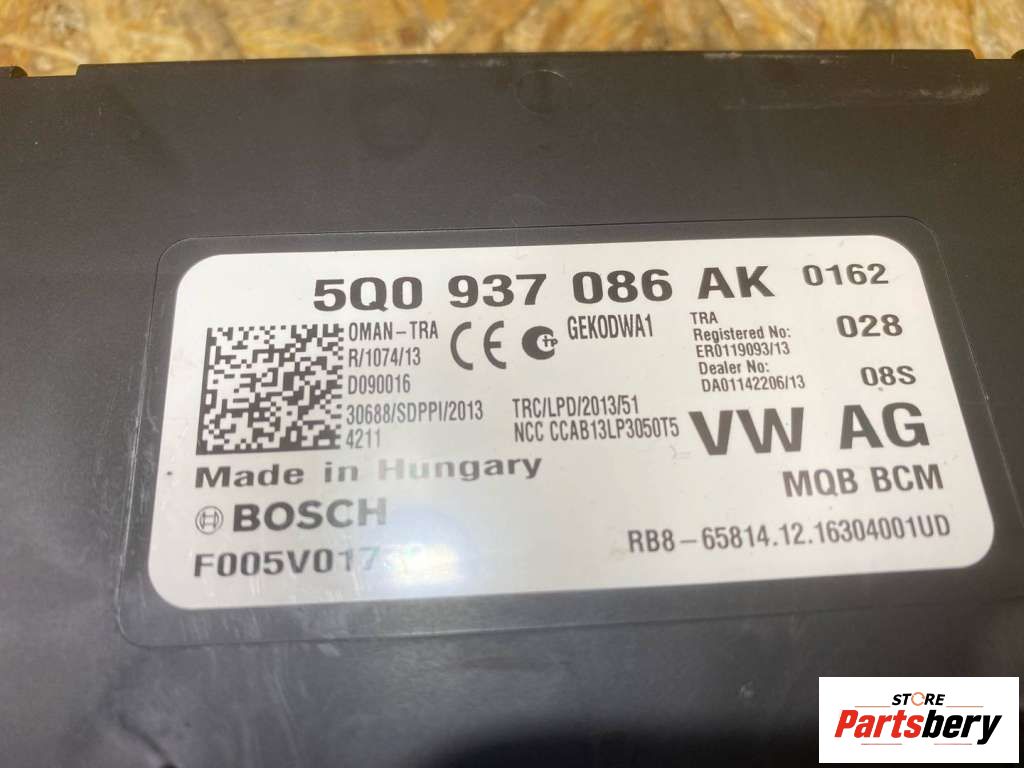 5Q0 937 086 AK 0162
OMAN-TRA
R/1074/13
D090016
30688/SDPPI/2013
4211
CE
GEKODWA1
TRC/LPD/2013/51
NCC CCAB13LP3050T5
TRA
Registered No:
ER0119093/13
Dealer No:
DA01142206/13
028
08S
VW AG
MQB BCM
Made in Hungary
BOSCH
RB8-65814.12.16304001UD
STORE
Partsbery